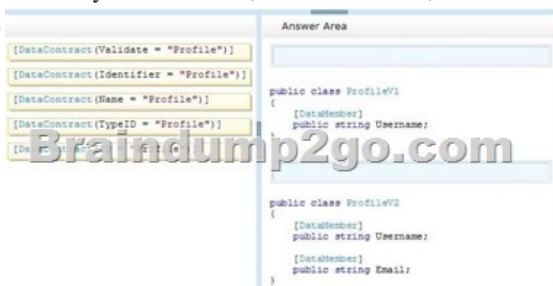 Answer Area
[DataContract(Validate = "Profile")]
[DataContract(Identifier = "Profile")]
[DataContract(Name = "Profile")]
[DataContract(TypeID = "Profile")]
public class ProfileV1
{
[DataMember]
public string Username;
Braindump2go.com
public class ProfileV2
{
[DataMember]
public string Username;
[DataMember]
public string Email;
}